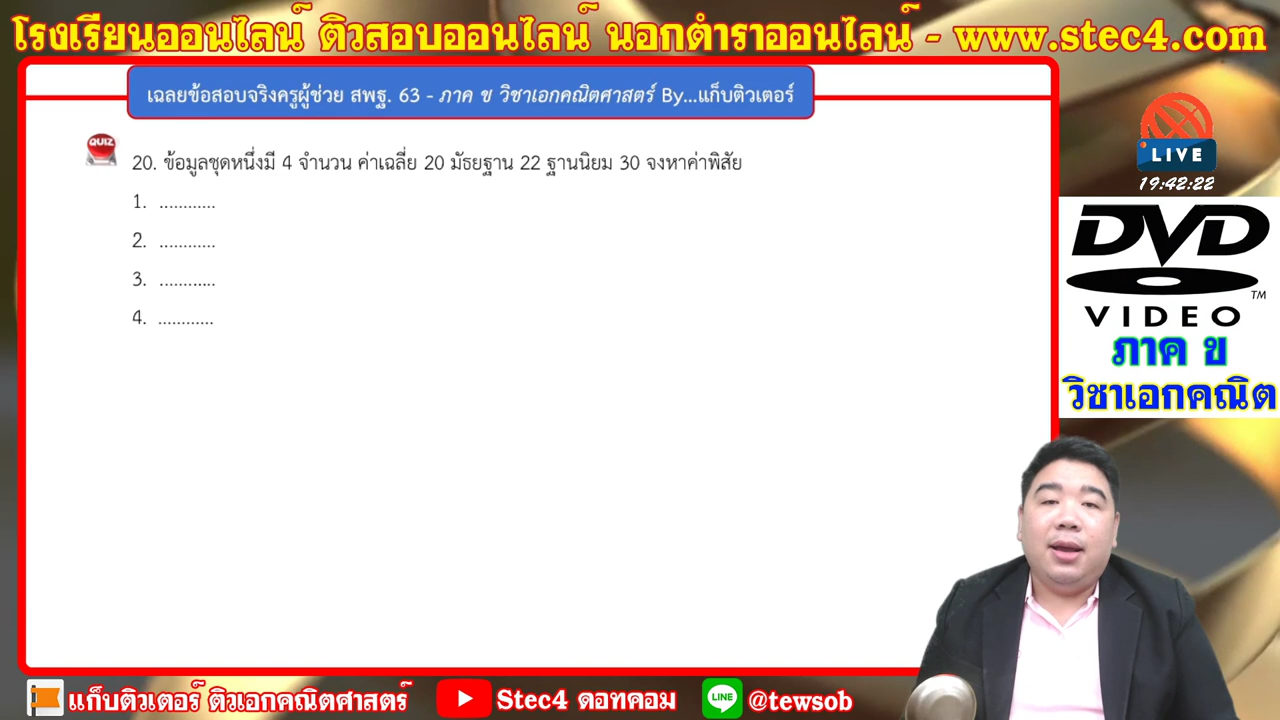 โรงเรียนออนไลน์ ติวสอบออนไลน์ นอกตำราออนไลน์ - www.stec4.com
เฉลยข้อสอบจริงครูผู้ช่วย สพฐ. 63 - ภาค ข วิชาเอกคณิตศาสตร์ By...แก็บติวเตอร์
QUIZ
20. ข้อมูลชุดหนึ่งมี 4 จำนวน ค่าเฉลี่ย 20 มัธยฐาน 22 ฐานนิยม 30 จงหาค่าพิสัย
1. ............
2. ............
3. ............
4. ............
LIVE
19:42:22
DVD
TM
VIDEO
ภาค ข
วิชาเอกคณิต
แก็บติวเตอร์ ติวเอกคณิตศาสตร์
Stec4 ดอทคอม
LINE
@tewsob